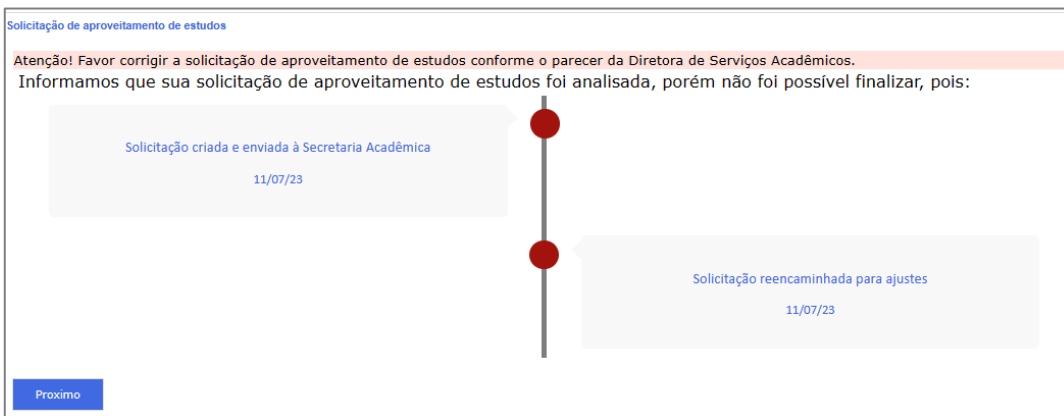 Solicitação de aproveitamento de estudos
Atenção! Favor corrigir a solicitação de aproveitamento de estudos conforme o parecer da Diretora de Serviços Acadêmicos.
Informamos que sua solicitação de aproveitamento de estudos foi analisada, porém não foi possível finalizar, pois:
Solicitação criada e enviada à Secretaria Acadêmica
11/07/23
Solicitação reencaminhada para ajustes
11/07/23
Proximo